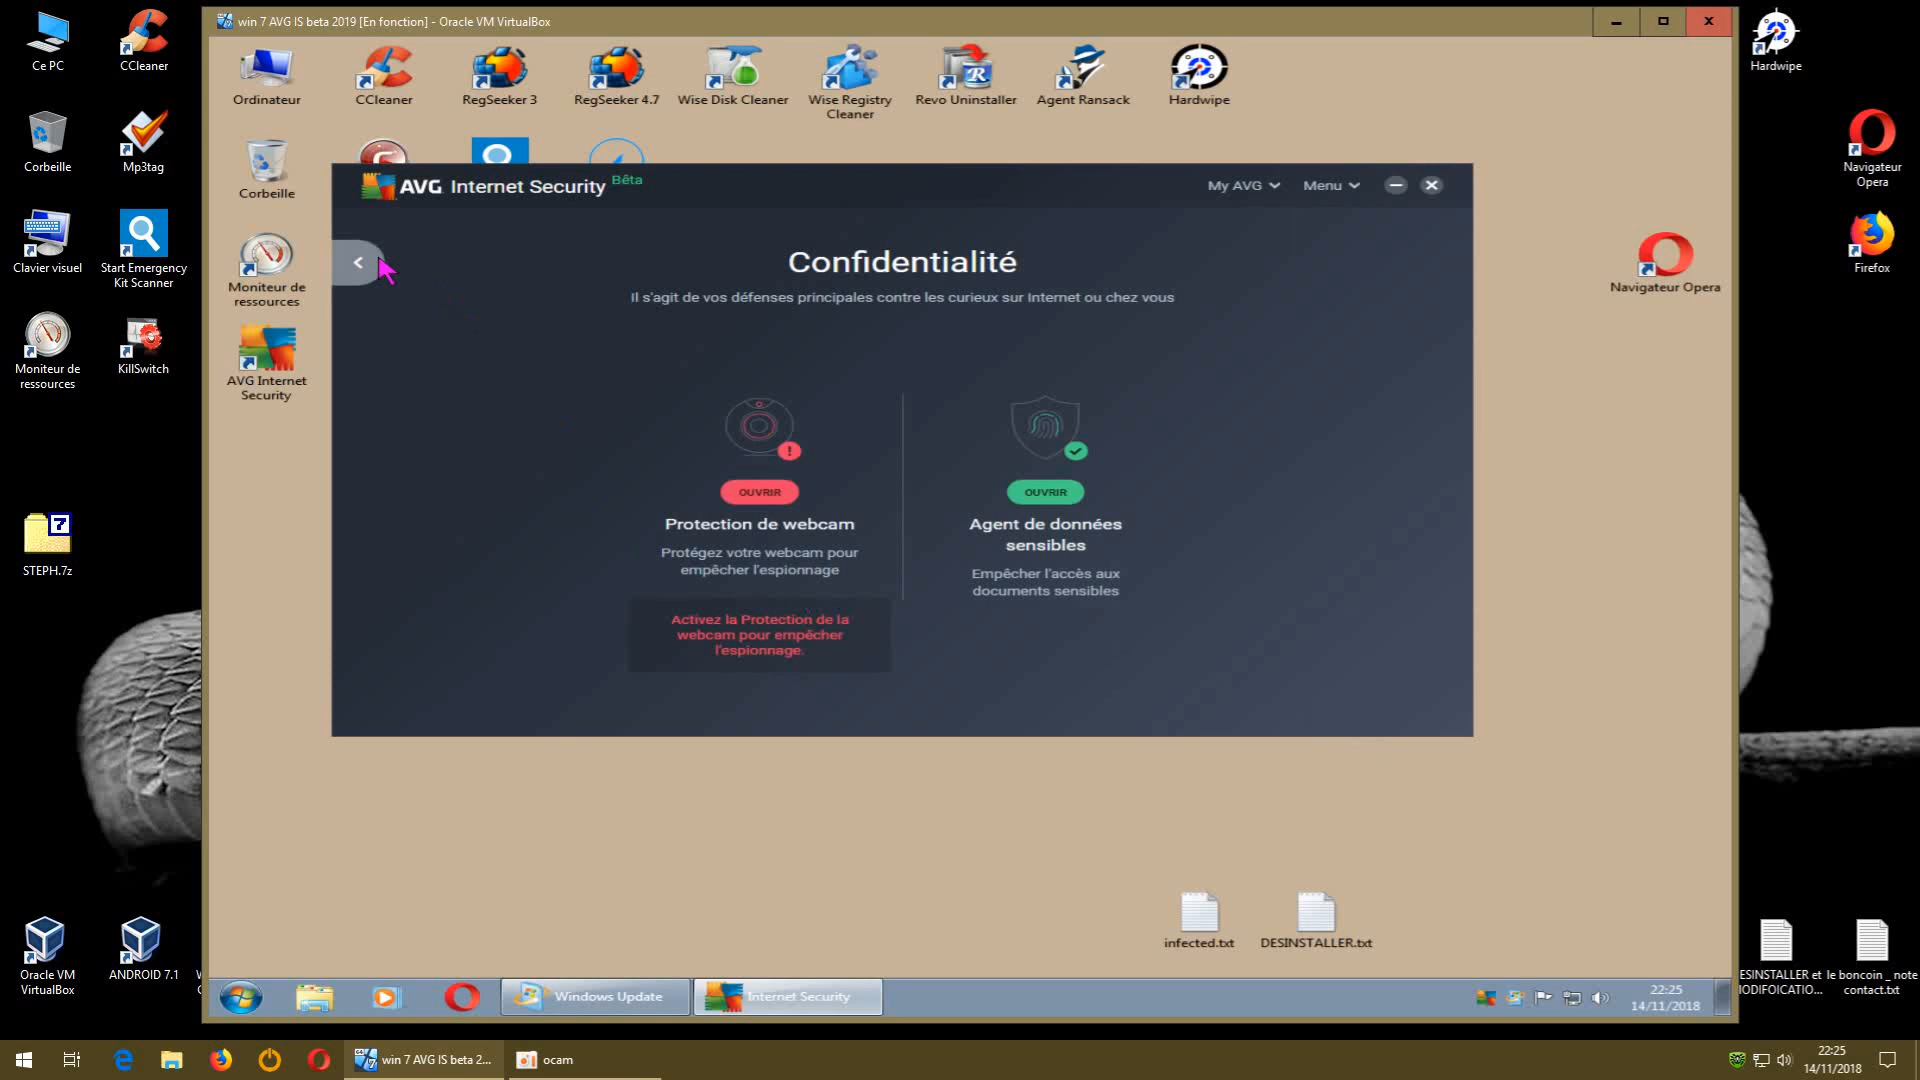 win 7 AVG IS beta 2019 [En fonction] - Oracle VM VirtualBox
Ce PC
CCleaner
Hardwipe
Ordinateur
CCleaner
RegSeeker 3
RegSeeker 4.7
Wise Disk Cleaner
Wise Registry
Cleaner
Revo Uninstaller
Agent Ransack
Hardwipe
Corbeille
Mp3tag
Navigateur
Opera
Corbeille
AVG Internet Security Bêta
My AVG
Menu
Clavier visuel
Start Emergency
Kit Scanner
Firefox
Moniteur de
ressources
Navigateur Opera
Confidentialité
Il s'agit de vos défenses principales contre les curieux sur Internet ou chez vous
Moniteur de
ressources
KillSwitch
AVG Internet
Security
OUVRIR
Protection de webcam
Protégez votre webcam pour
empêcher l'espionnage
Activez la Protection de la
webcam pour empêcher
l'espionnage.
OUVRIR
Agent de données
sensibles
Empêcher l'accès aux
documents sensibles
STEPH.7z
infected.txt
DESINSTALLER.txt
Oracle VM
VirtualBox
ANDROID 7.1
ESINSTALLER et
IODIFOICATIO...
le boncoin _ note
contact.txt
Windows Update
Internet Security
22:25
14/11/2018
win 7 AVG IS beta 2...
ocam
22:25
14/11/2018